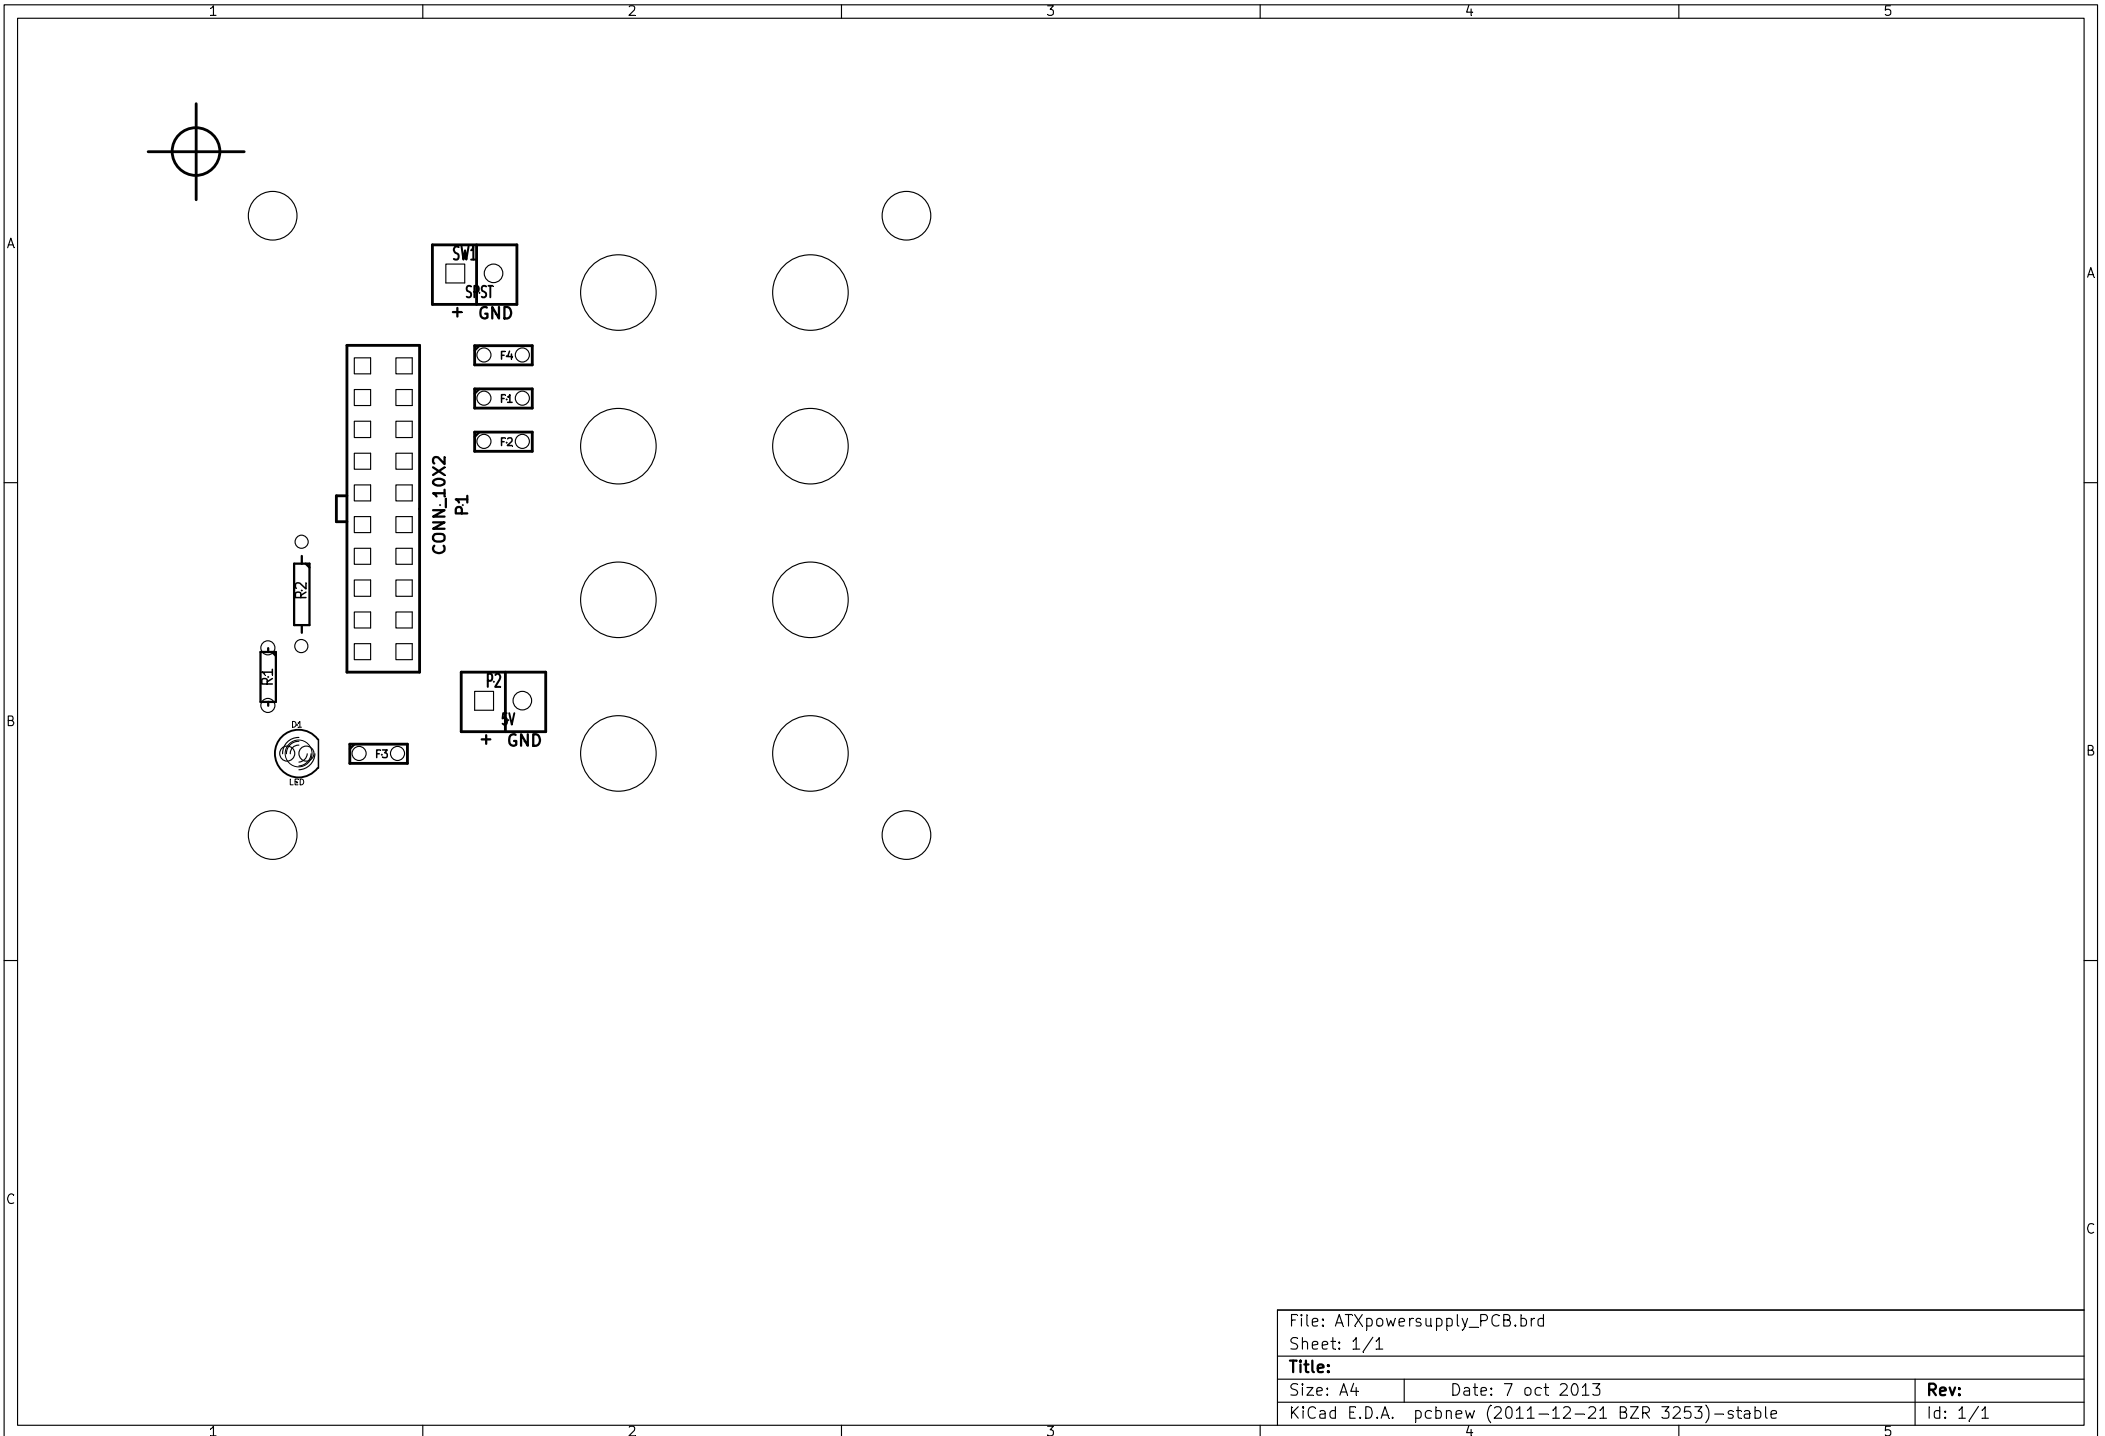 1 2 3 4 5
A
A
SW1
SPST
+ GND
F4
F1
F2
CONN_10X2
P1
R2
R1
P2
5V
+ GND
B
B
D1
LED
F3
C
C
File: ATXpowersupply_PCB.brd
Sheet: 1/1
Title:
Size: A4 Date: 7 oct 2013 Rev:
KiCad E.D.A. pcbnew (2011-12-21 BZR 3253)-stable Id: 1/1
1 2 3 4 5